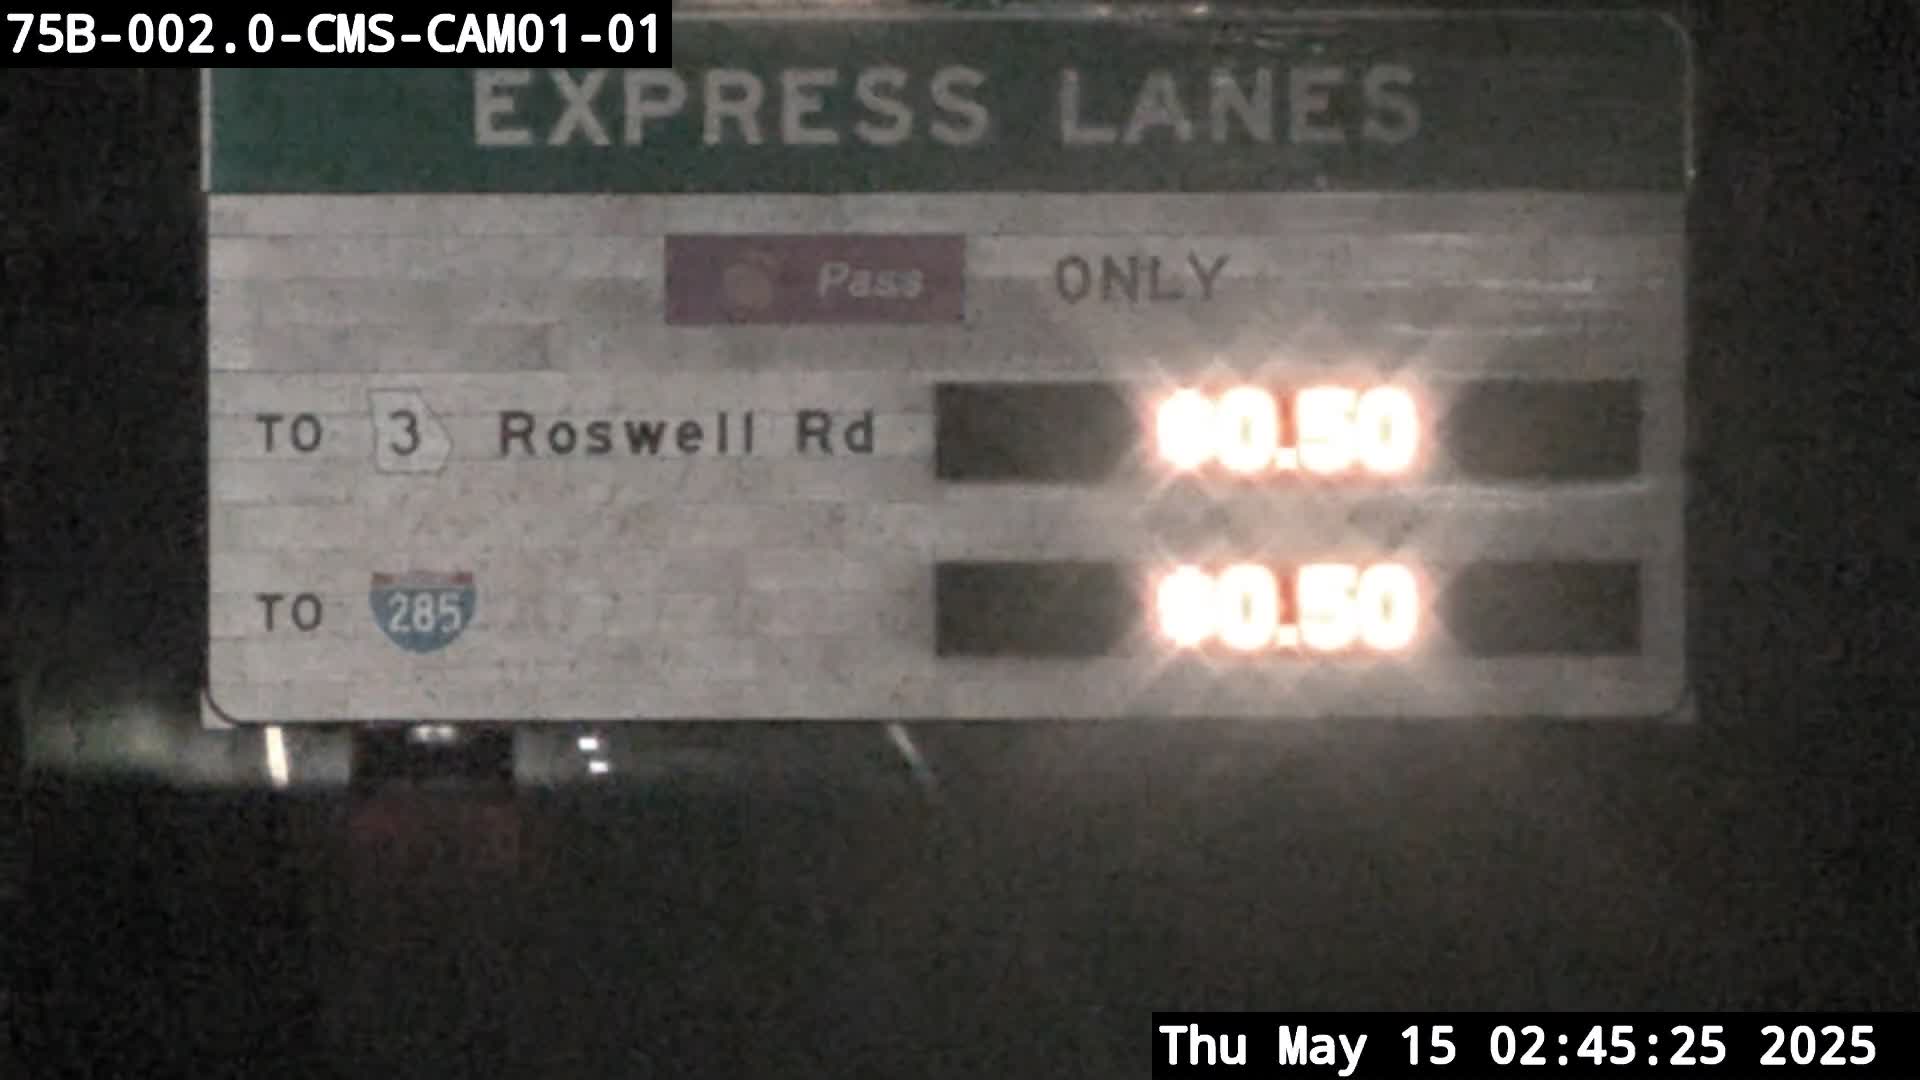 75B-002.0-CMS-CAM01-01
EXPRESS LANES
Pass ONLY
TO 3 Roswell Rd $0.50
TO 285 $0.50
Thu May 15 02:45:25 2025